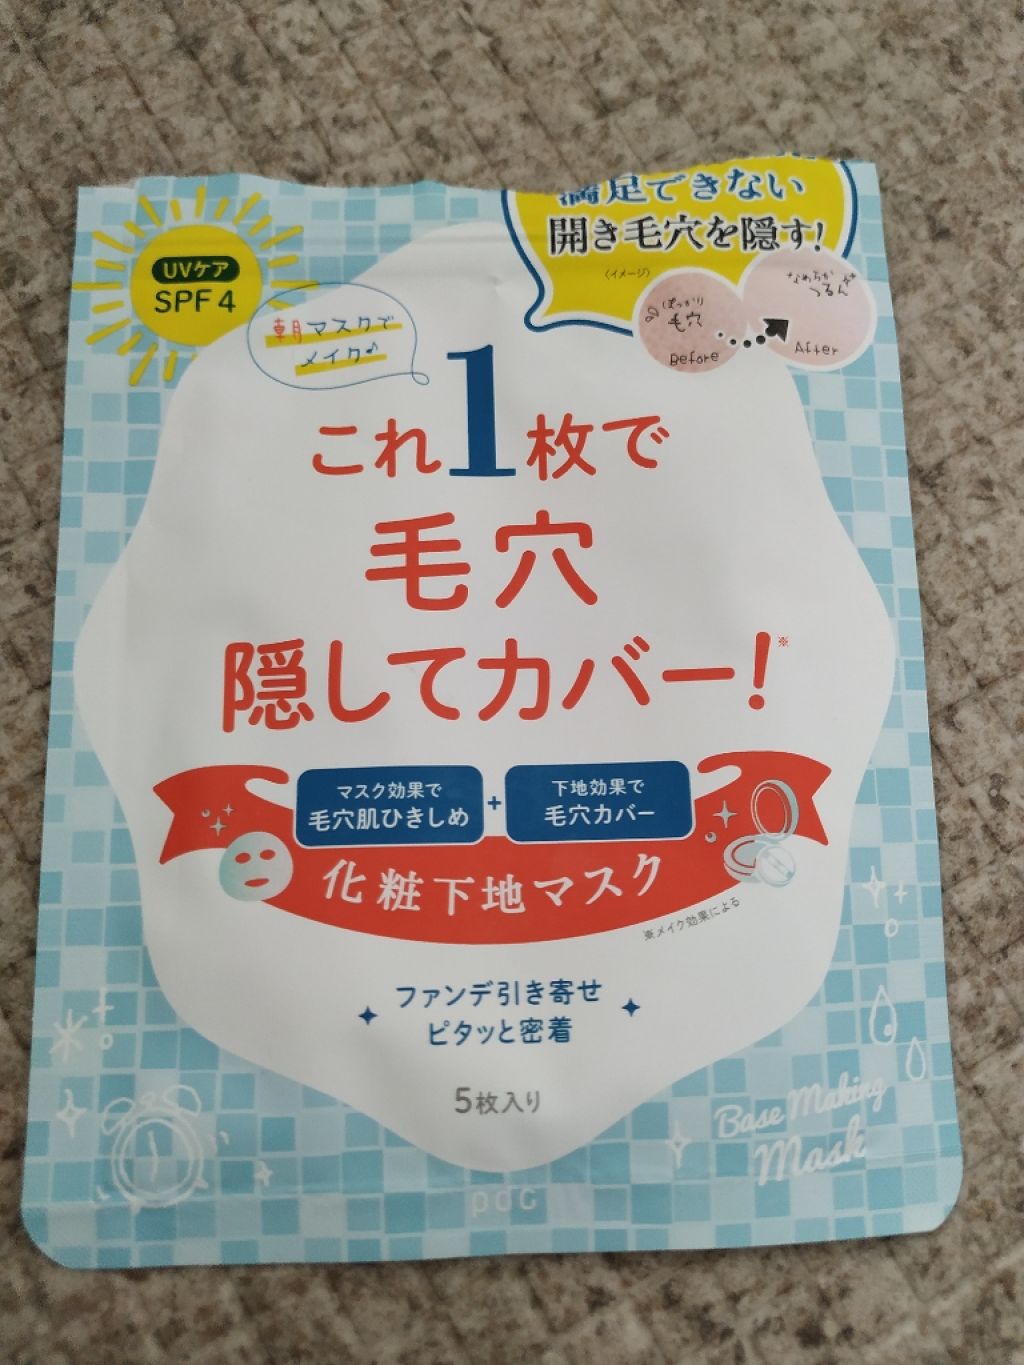 満足できない
開き毛穴を隠す!
〈イメージ〉
ぽっかり
毛穴
Before
なめらか
つるん
After
UVケア
SPF 4
朝マスクで
メイク♪
これ1枚で
毛穴
隠してカバー!※
マスク効果で
毛穴肌ひきしめ
+
下地効果で
毛穴カバー
化粧下地マスク
※メイク効果による
ファンデ引き寄せ
ピタッと密着
5枚入り
Base Making
Mask
pdc